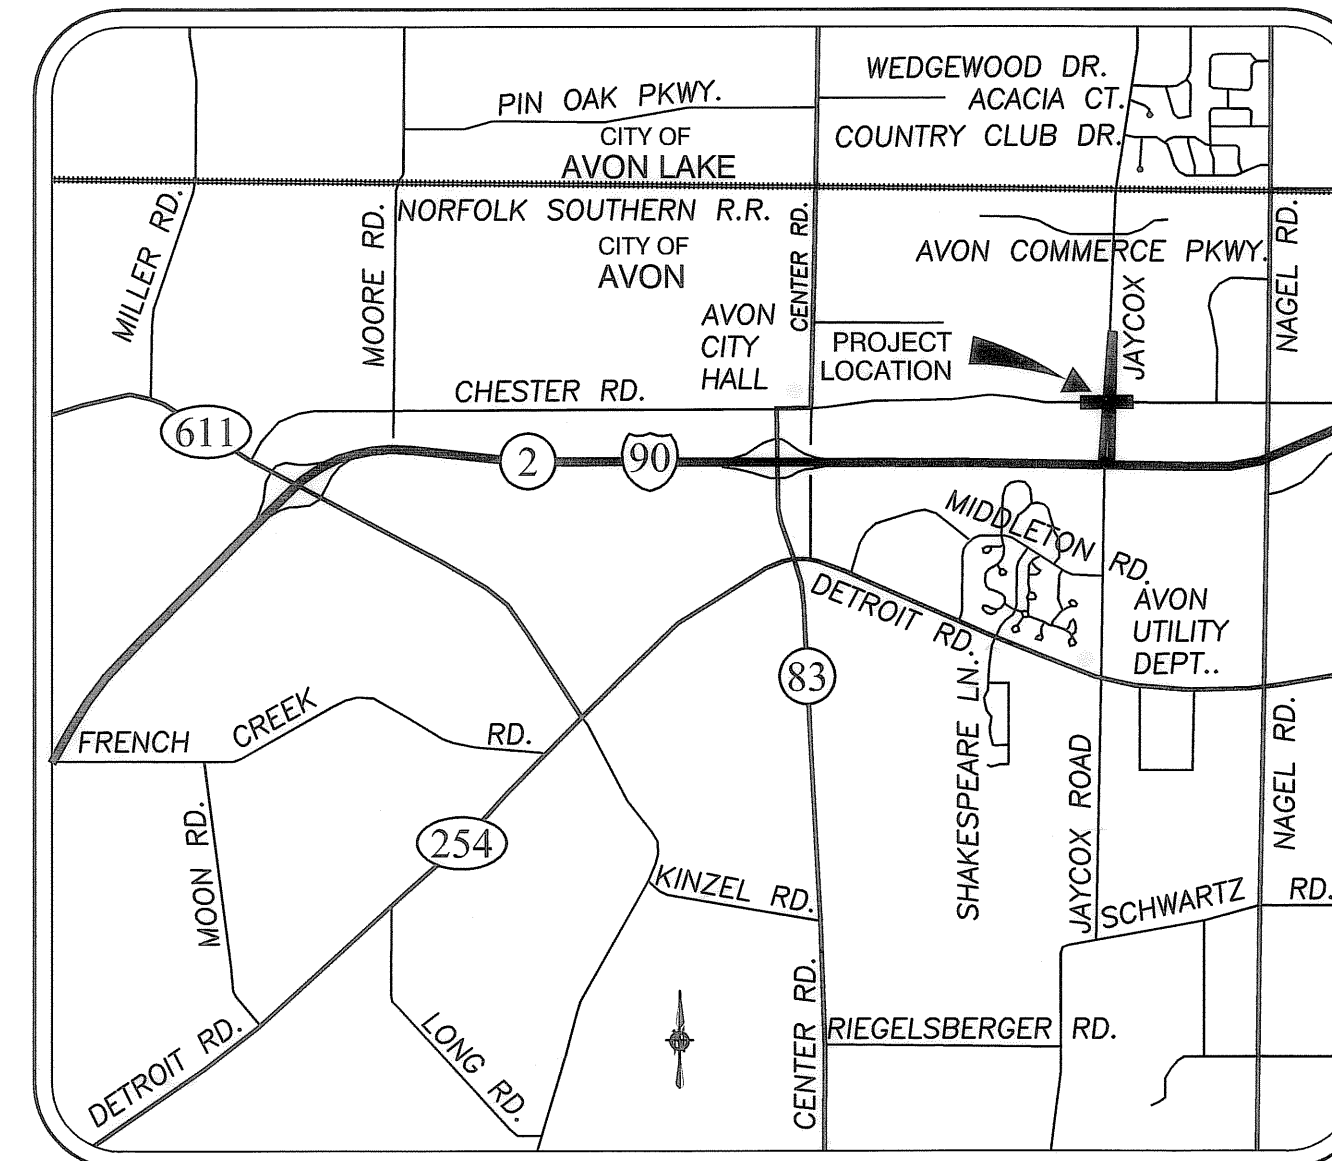 WEDGEWOOD DR.
PIN OAK PKWY.
ACACIA CT.
CITY OF
AVON LAKE
COUNTRY CLUB DR.
MILLER RD.
MOORE RD.
NORFOLK SOUTHERN R.R.
CENTER RD.
NAGEL RD.
CITY OF
AVON
AVON COMMERCE PKWY.
JAYCOX
AVON
CITY
HALL
PROJECT
LOCATION
CHESTER RD.
611
2
90
MIDDLETON RD.
DETROIT RD.
AVON
UTILITY
DEPT..
83
SHAKESPEARE LN.
FRENCH CREEK RD.
JAYCOX ROAD
NAGEL RD.
MOON RD.
254
KINZEL RD.
SCHWARTZ RD.
DETROIT RD.
LONG RD.
CENTER RD.
RIEGELSBERGER RD.